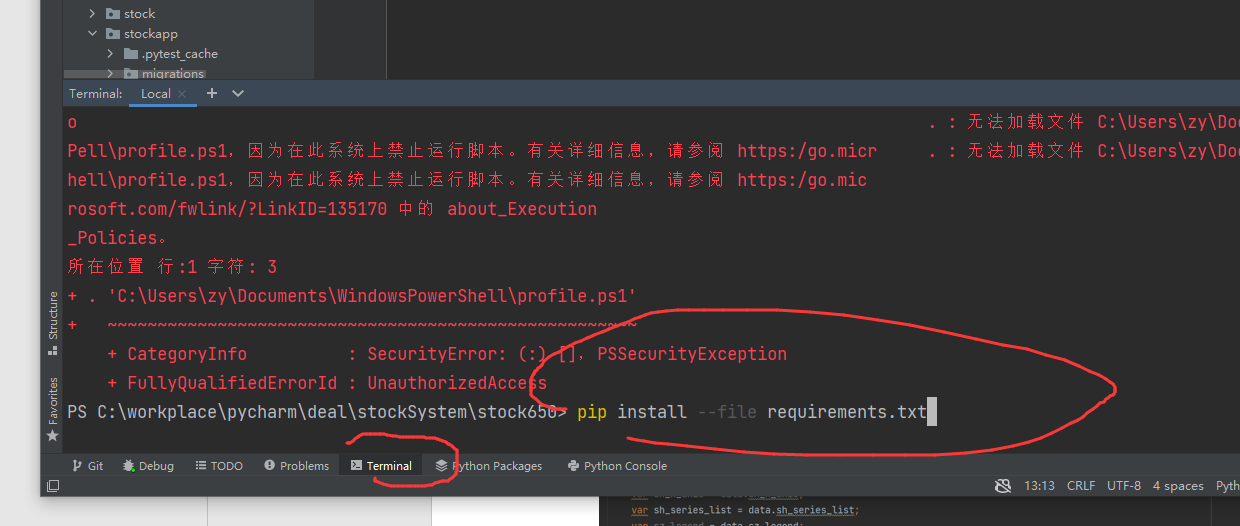 stock
stockapp
.pytest_cache
migrations
Terminal: Local
o . : 无法加载文件 C:\Users\zy\Doc
Pell\profile.ps1，因为在此系统上禁止运行脚本。有关详细信息，请参阅 https:/go.micr . : 无法加载文件 C:\Users\zy\Doc
hell\profile.ps1，因为在此系统上禁止运行脚本。有关详细信息，请参阅 https:/go.mic
rosoft.com/fwlink/?LinkID=135170 中的 about_Execution
_Policies。
所在位置 行:1 字符: 3
+ . 'C:\Users\zy\Documents\WindowsPowerShell\profile.ps1'
+ ~~~~~~~~~~~~~~~~~~~~~~~~~~~~~~~~~~~~~~~~~~~~~~~~~~~~~
+ CategoryInfo : SecurityError: (:) []，PSSecurityException
+ FullyQualifiedErrorId : UnauthorizedAccess
PS C:\workplace\pycharm\deal\stockSystem\stock650> pip install --file requirements.txt
Structure
Favorites
Git Debug TODO Problems Terminal Python Packages Python Console
13:13 CRLF UTF-8 4 spaces Pyth
var sh_series_list = data.sh_series_list;